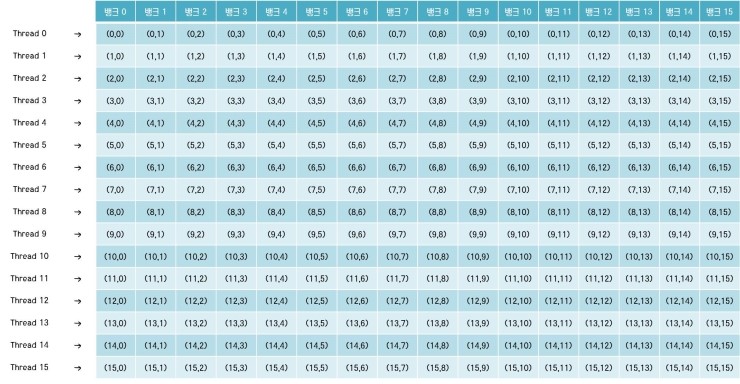 뱅크 0 뱅크 1 뱅크 2 뱅크 3 뱅크 4 뱅크 5 뱅크 6 뱅크 7 뱅크 8 뱅크 9 뱅크 10 뱅크 11 뱅크 12 뱅크 13 뱅크 14 뱅크 15
Thread 0 → (0,0) (0,1) (0,2) (0,3) (0,4) (0,5) (0,6) (0,7) (0,8) (0,9) (0,10) (0,11) (0,12) (0,13) (0,14) (0,15)
Thread 1 → (1,0) (1,1) (1,2) (1,3) (1,4) (1,5) (1,6) (1,7) (1,8) (1,9) (1,10) (1,11) (1,12) (1,13) (1,14) (1,15)
Thread 2 → (2,0) (2,1) (2,2) (2,3) (2,4) (2,5) (2,6) (2,7) (2,8) (2,9) (2,10) (2,11) (2,12) (2,13) (2,14) (2,15)
Thread 3 → (3,0) (3,1) (3,2) (3,3) (3,4) (3,5) (3,6) (3,7) (3,8) (3,9) (3,10) (3,11) (3,12) (3,13) (3,14) (3,15)
Thread 4 → (4,0) (4,1) (4,2) (4,3) (4,4) (4,5) (4,6) (4,7) (4,8) (4,9) (4,10) (4,11) (4,12) (4,13) (4,14) (4,15)
Thread 5 → (5,0) (5,1) (5,2) (5,3) (5,4) (5,5) (5,6) (5,7) (5,8) (5,9) (5,10) (5,11) (5,12) (5,13) (5,14) (5,15)
Thread 6 → (6,0) (6,1) (6,2) (6,3) (6,4) (6,5) (6,6) (6,7) (6,8) (6,9) (6,10) (6,11) (6,12) (6,13) (6,14) (6,15)
Thread 7 → (7,0) (7,1) (7,2) (7,3) (7,4) (7,5) (7,6) (7,7) (7,8) (7,9) (7,10) (7,11) (7,12) (7,13) (7,14) (7,15)
Thread 8 → (8,0) (8,1) (8,2) (8,3) (8,4) (8,5) (8,6) (8,7) (8,8) (8,9) (8,10) (8,11) (8,12) (8,13) (8,14) (8,15)
Thread 9 → (9,0) (9,1) (9,2) (9,3) (9,4) (9,5) (9,6) (9,7) (9,8) (9,9) (9,10) (9,11) (9,12) (9,13) (9,14) (9,15)
Thread 10 → (10,0) (10,1) (10,2) (10,3) (10,4) (10,5) (10,6) (10,7) (10,8) (10,9) (10,10) (10,11) (10,12) (10,13) (10,14) (10,15)
Thread 11 → (11,0) (11,1) (11,2) (11,3) (11,4) (11,5) (11,6) (11,7) (11,8) (11,9) (11,10) (11,11) (11,12) (11,13) (11,14) (11,15)
Thread 12 → (12,0) (12,1) (12,2) (12,3) (12,4) (12,5) (12,6) (12,7) (12,8) (12,9) (12,10) (12,11) (12,12) (12,13) (12,14) (12,15)
Thread 13 → (13,0) (13,1) (13,2) (13,3) (13,4) (13,5) (13,6) (13,7) (13,8) (13,9) (13,10) (13,11) (13,12) (13,13) (13,14) (13,15)
Thread 14 → (14,0) (14,1) (14,2) (14,3) (14,4) (14,5) (14,6) (14,7) (14,8) (14,9) (14,10) (14,11) (14,12) (14,13) (14,14) (14,15)
Thread 15 → (15,0) (15,1) (15,2) (15,3) (15,4) (15,5) (15,6) (15,7) (15,8) (15,9) (15,10) (15,11) (15,12) (15,13) (15,14) (15,15)